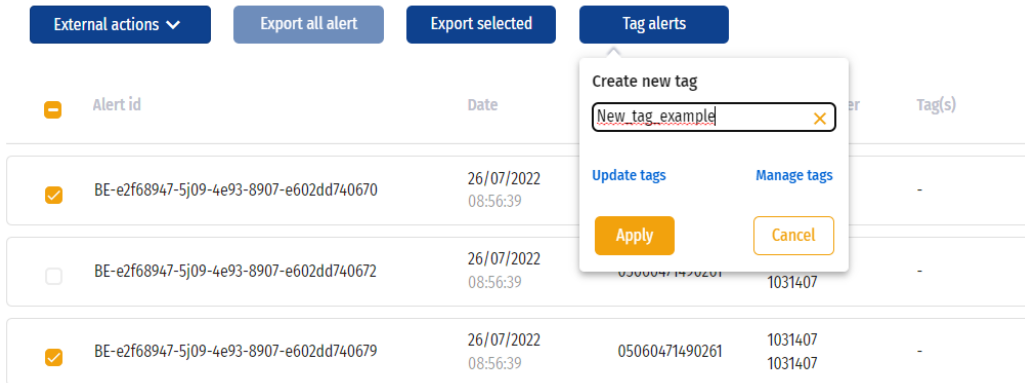 External actions
Export all alert
Export selected
Tag alerts
Create new tag
New_tag_example
Update tags
Manage tags
Apply
Cancel
Alert id
Date
er
Tag(s)
BE-e2f68947-5j09-4e93-8907-e602dd740670
26/07/2022
08:56:39
-
BE-e2f68947-5j09-4e93-8907-e602dd740672
26/07/2022
08:56:39
05060471490261
1031407
-
BE-e2f68947-5j09-4e93-8907-e602dd740679
26/07/2022
08:56:39
05060471490261
1031407
1031407
-